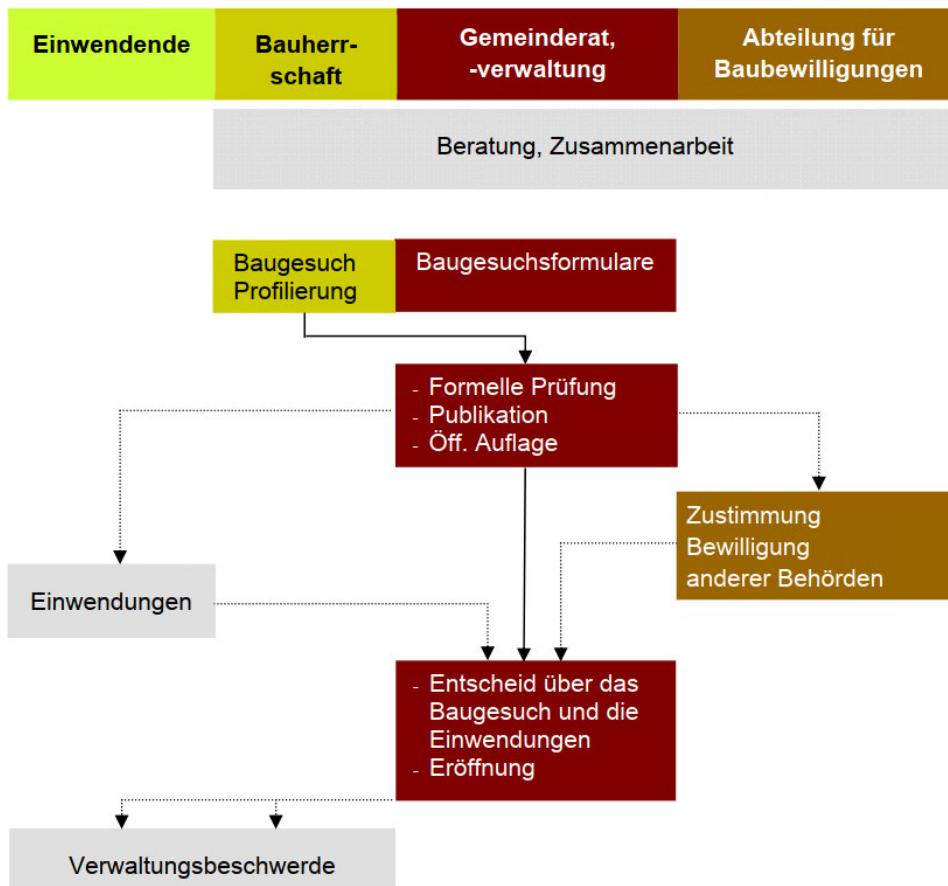 Einwendende
Bauherr-
schaft
Gemeinderat,
-verwaltung
Abteilung für
Baubewilligungen
Beratung, Zusammenarbeit
Baugesuch
Profilierung
Baugesuchsformulare
- Formelle Prüfung
- Publikation
- Öff. Auflage
Zustimmung
Bewilligung
anderer Behörden
Einwendungen
- Entscheid über das
Baugesuch und die
Einwendungen
- Eröffnung
Verwaltungsbeschwerde